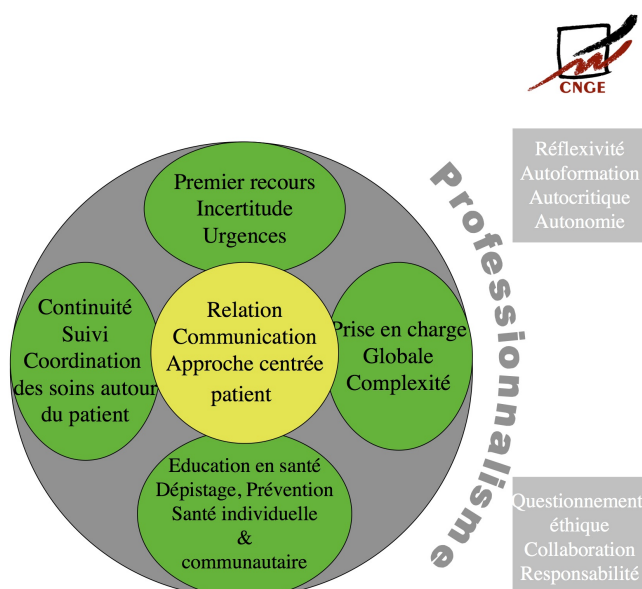 CNGE
Réflexivité
Autoformation
Autocritique
Autonomie
Premier recours
Incertitude
Urgences
Professionnalisme
Continuité
Suivi
Coordination
des soins autour
du patient
Relation
Communication
Approche centrée
patient
Prise en charge
Globale
Complexité
Education en santé
Dépistage, Prévention
Santé individuelle
&
communautaire
Questionnement
éthique
Collaboration
Responsabilité